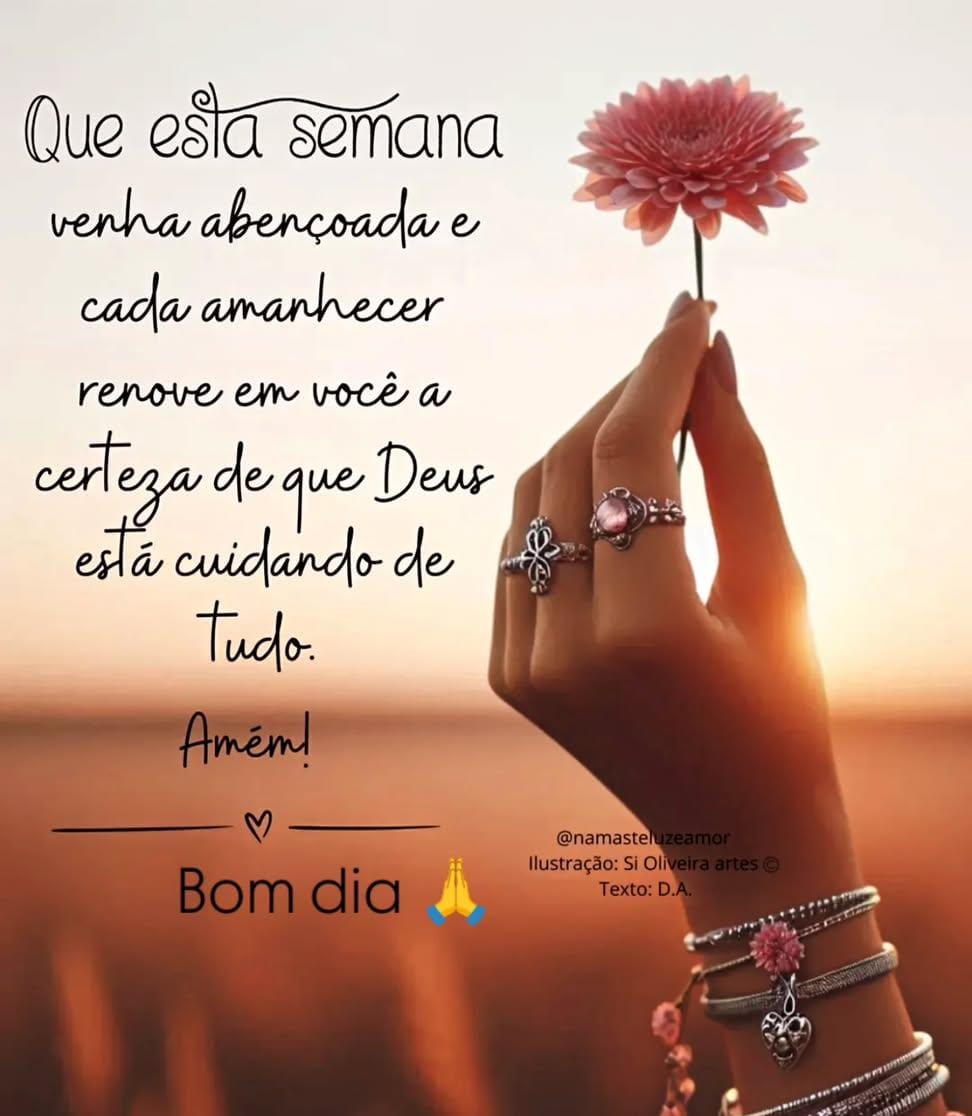 Que esta semana
venha abençoada e
cada amanhecer
renove em você a
certeza de que Deus
está cuidando de
tudo.
Amém!
Bom dia 🙏
@namasteluzeamor
Ilustração: Si Oliveira artes ©
Texto: D.A.